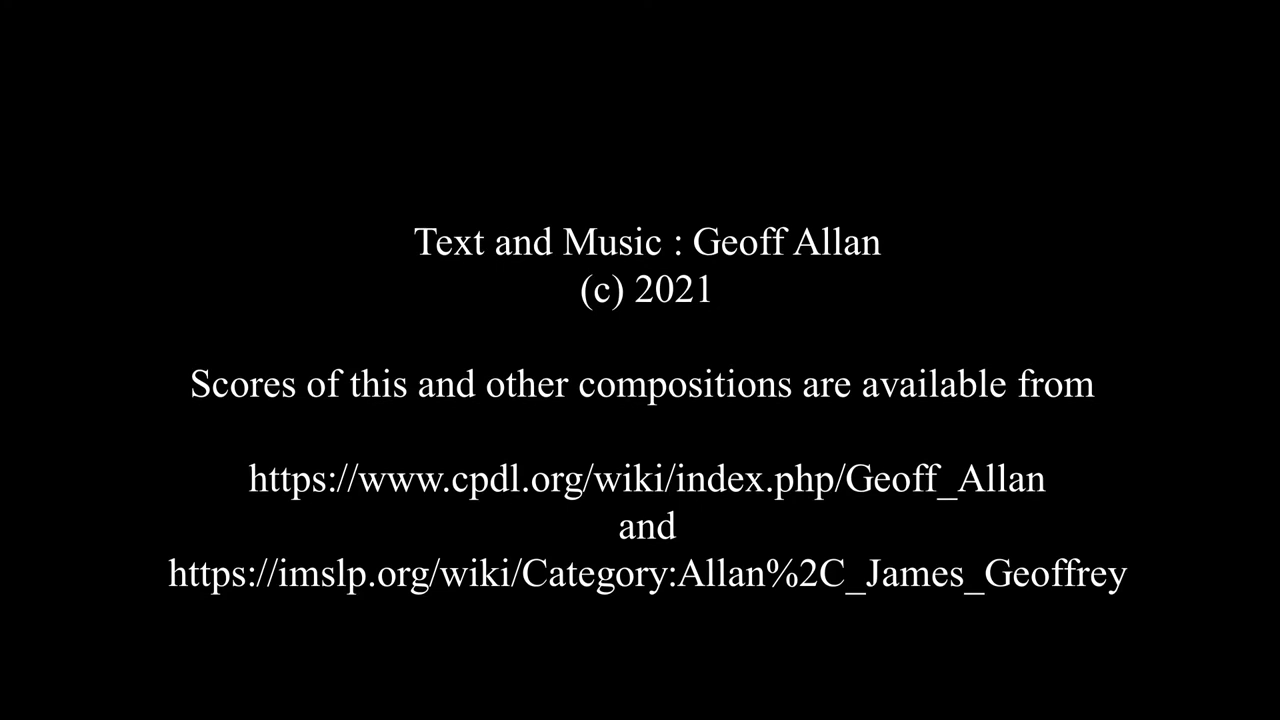 Text and Music : Geoff Allan
(c) 2021
Scores of this and other compositions are available from
https://www.cpdl.org/wiki/index.php/Geoff_Allan
and
https://imslp.org/wiki/Category:Allan%2C_James_Geoffrey